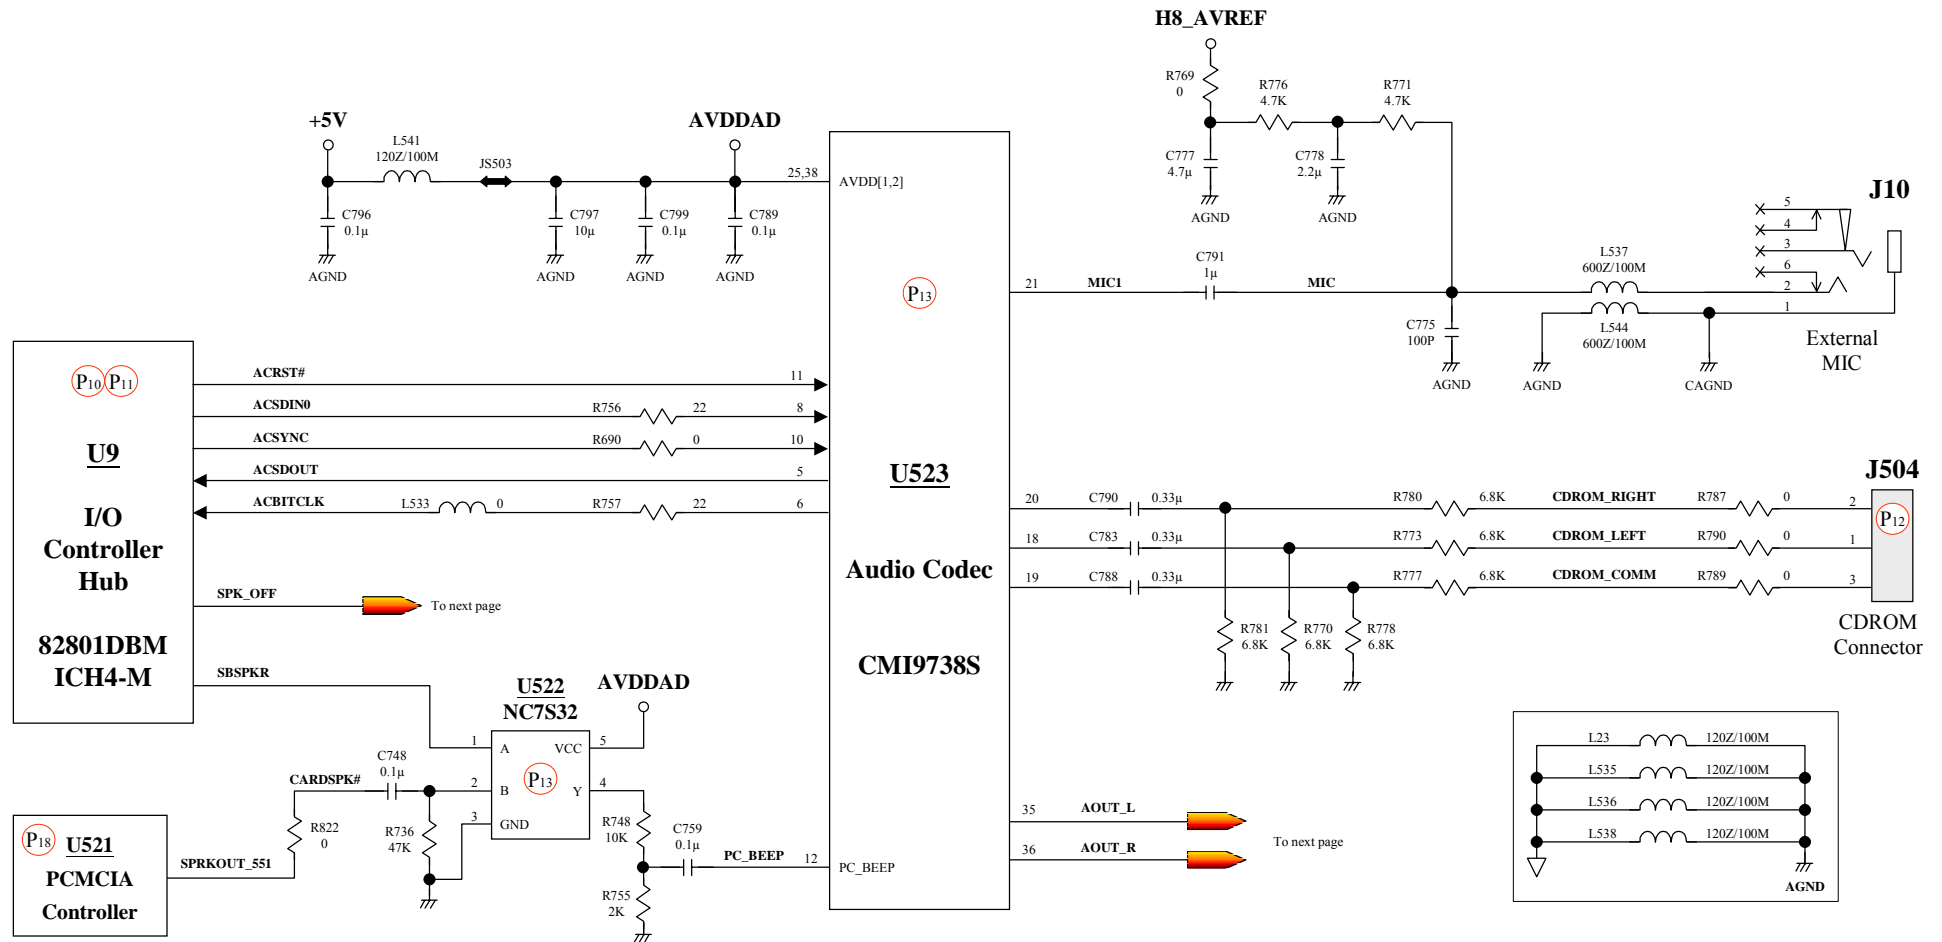 H8_AVREF
R769
0
R776
4.7K
R771
4.7K
C777
4.7µ
C778
2.2µ
AGND
AGND
+5V
L541
120Z/100M
JS503
AVDDAD
25,38
AVDD[1,2]
C796
0.1µ
C797
10µ
C799
0.1µ
C789
0.1µ
AGND
AGND
AGND
AGND
P13
21
MIC1
C791
1µ
MIC
C775
100P
AGND
L537
600Z/100M
L544
600Z/100M
AGND
CAGND
J10
5
4
3
6
2
1
External
MIC
P10
P11
U9
I/O
Controller
Hub
82801DBM
ICH4-M
ACRST#
11
ACSDIN0
R756
22
8
ACSYNC
R690
0
10
ACSDOUT
5
ACBITCLK
L533
0
R757
22
6
SPK_OFF
To next page
SBSPKR
U523
Audio Codec
CMI9738S
20
C790
0.33µ
R780
6.8K
CDROM_RIGHT
R787
0
2
18
C783
0.33µ
R773
6.8K
CDROM_LEFT
R790
0
1
19
C788
0.33µ
R777
6.8K
CDROM_COMM
R789
0
3
J504
P12
CDROM
Connector
R781
6.8K
R770
6.8K
R778
6.8K
U522
NC7S32
AVDDAD
1
A
VCC
5
P13
2
B
Y
4
3
GND
C748
0.1µ
CARDSPK#
R822
0
R736
47K
P18
U521
PCMCIA
Controller
SPRKOUT_551
R748
10K
C759
0.1µ
PC_BEEP
12
PC_BEEP
R755
2K
35
AOUT_L
36
AOUT_R
To next page
L23
120Z/100M
L535
120Z/100M
L536
120Z/100M
L538
120Z/100M
AGND